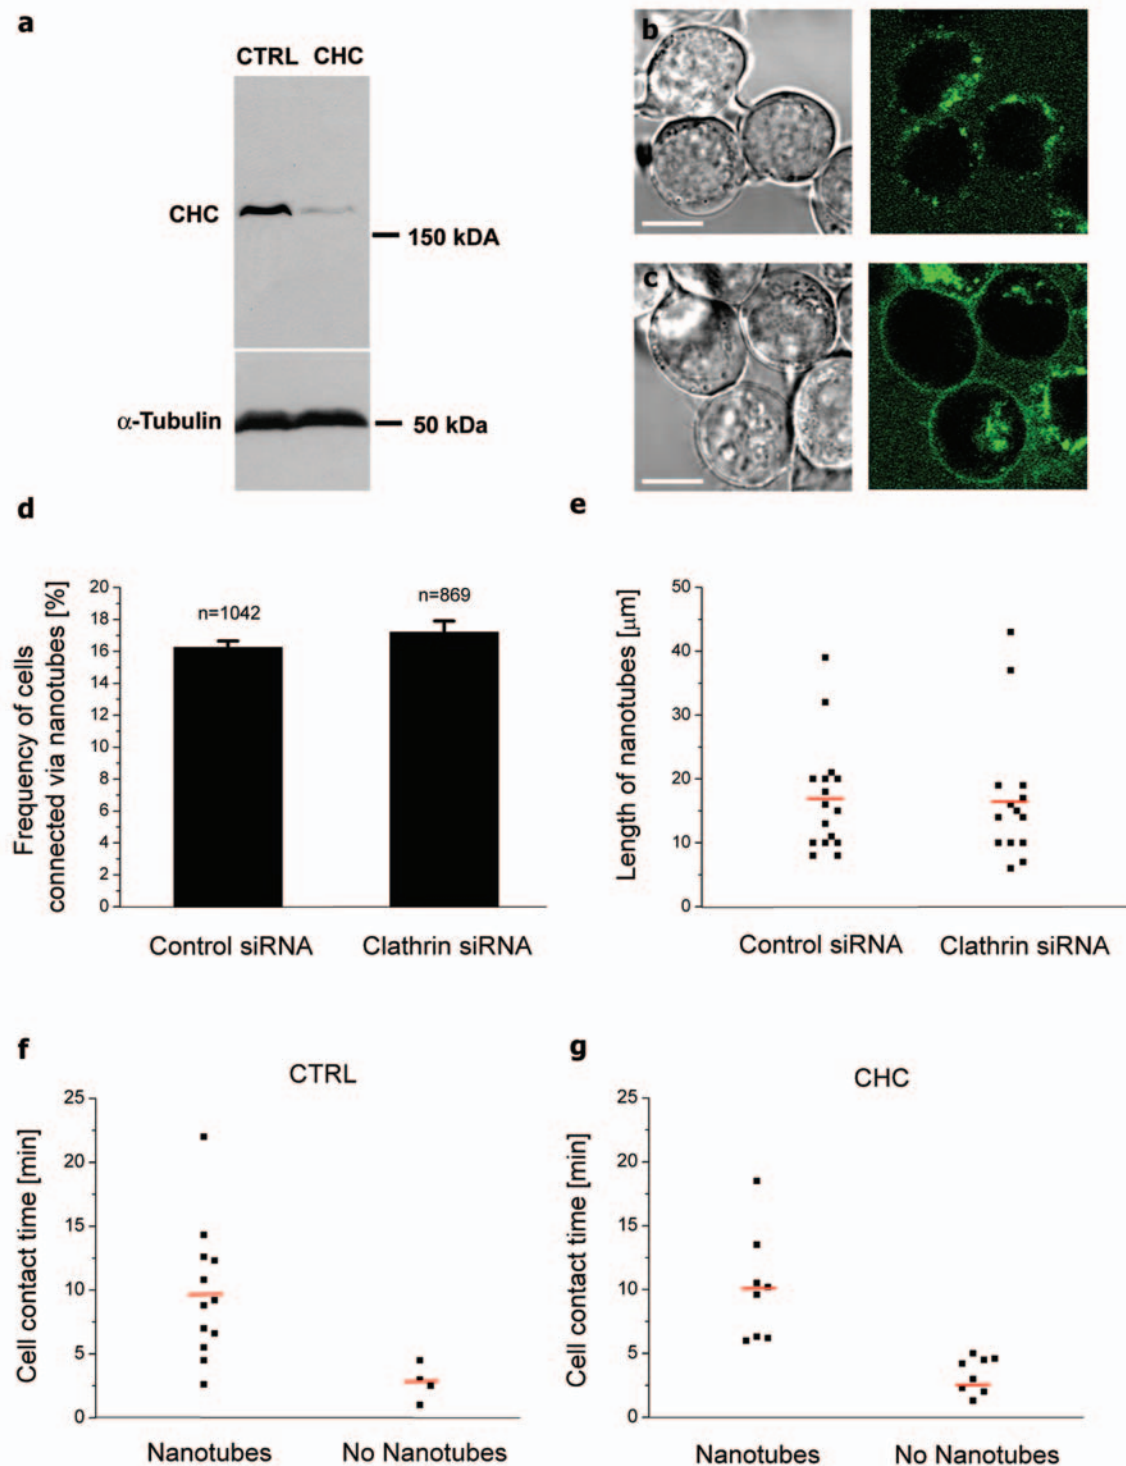 a
CTRL CHC
CHC
150 kDA
α-Tubulin
50 kDa
b
c
d
Frequency of cells
connected via nanotubes [%]
20
18
16
14
12
10
8
6
4
2
0
n=1042
n=869
Control siRNA
Clathrin siRNA
e
Length of nanotubes [µm]
50
40
30
20
10
0
Control siRNA
Clathrin siRNA
f
CTRL
Cell contact time [min]
25
20
15
10
5
0
Nanotubes
No Nanotubes
g
CHC
Cell contact time [min]
25
20
15
10
5
0
Nanotubes
No Nanotubes